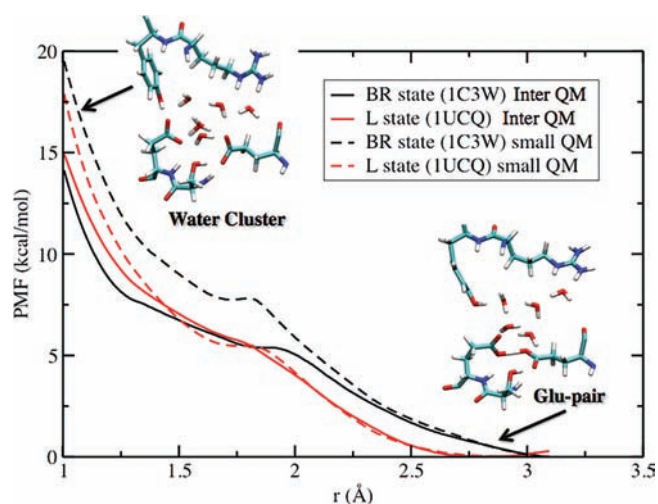 20
15
10
5
0
PMF (kcal/mol)
1
1.5
2
2.5
3
3.5
r (Å)
BR state (1C3W) Inter QM
L state (1UCQ) Inter QM
BR state (1C3W) small QM
L state (1UCQ) small QM
Water Cluster
Glu-pair